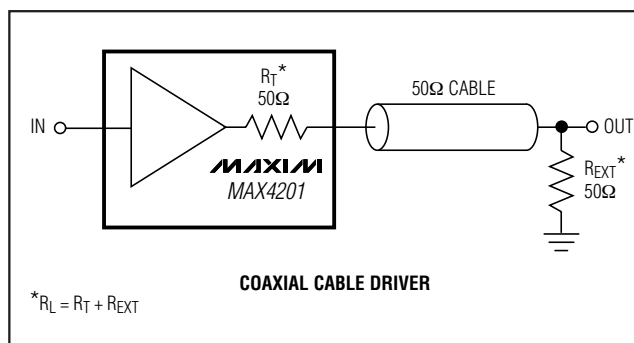 R_T*
50Ω
50Ω CABLE
IN
OUT
MAXIM
MAX4201
R_EXT*
50Ω
COAXIAL CABLE DRIVER
*R_L = R_T + R_EXT